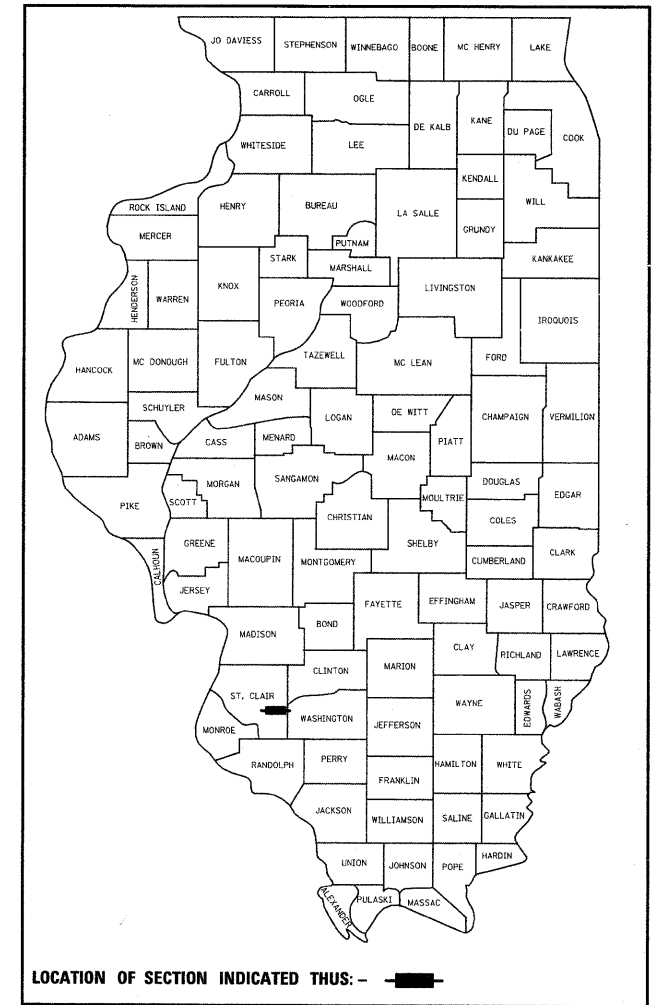 JO DAVIESS STEPHENSON WINNEBAGO BOONE MC HENRY LAKE
CARROLL OGLE
DE KALB KANE DU PAGE COOK
WHITESIDE LEE
KENDALL
ROCK ISLAND HENRY BUREAU LA SALLE WILL
MERCER PUTNAM GRUNDY
STARK MARSHALL KANKAKEE
HENDERSON WARREN KNOX PEORIA WOODFORD LIVINGSTON
IROQUOIS
HANCOCK MC DONOUGH FULTON TAZEWELL MC LEAN FORD
MASON
SCHUYLER LOGAN DE WITT CHAMPAIGN VERMILION
ADAMS BROWN CASS MENARD MACON PIATT
PIKE SCOTT MORGAN SANGAMON MOULTRIE DOUGLAS EDGAR
CHRISTIAN COLES
GREENE MACOUPIN SHELBY
CALHOUN MONTGOMERY CUMBERLAND CLARK
JERSEY
FAYETTE EFFINGHAM JASPER CRAWFORD
MADISON BOND
CLAY RICHLAND LAWRENCE
CLINTON MARION
ST. CLAIR WAYNE EDWARDS WABASH
MONROE WASHINGTON JEFFERSON
RANDOLPH PERRY HAMILTON WHITE
FRANKLIN
JACKSON WILLIAMSON SALINE GALLATIN
UNION JOHNSON POPE HARDIN
ALEXANDER PULASKI MASSAC
LOCATION OF SECTION INDICATED THUS: –